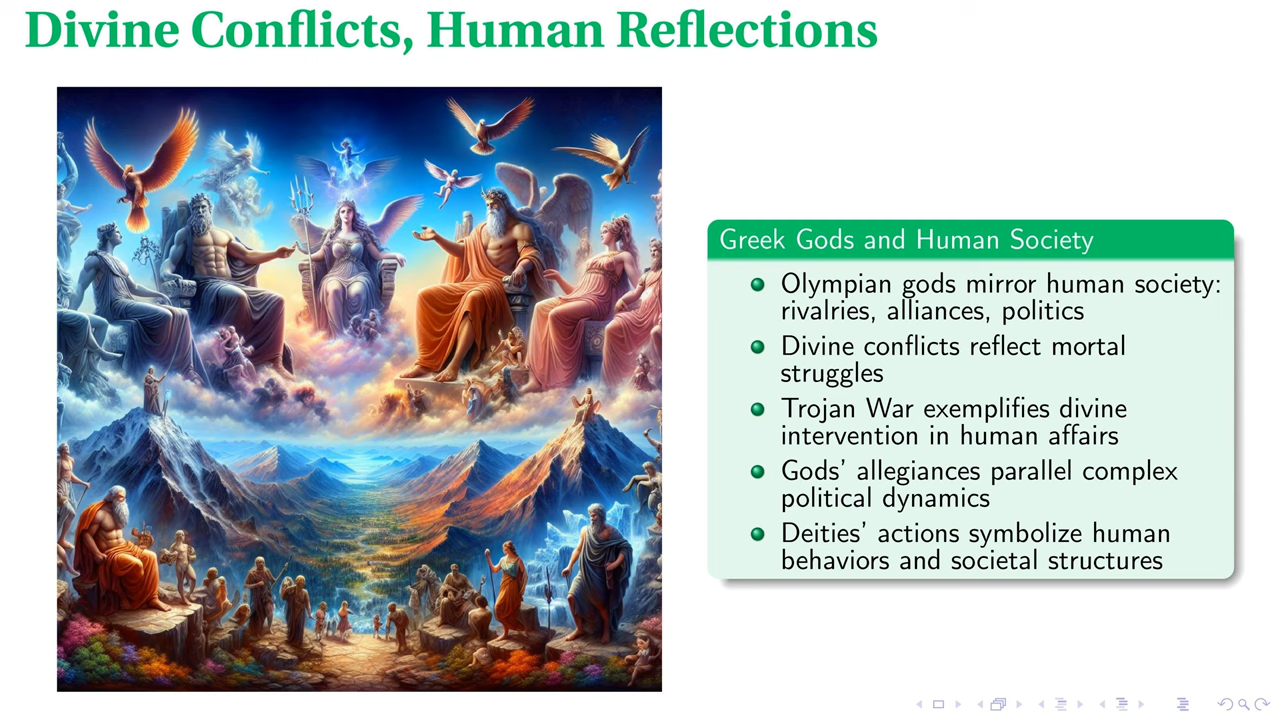 Divine Conflicts, Human Reflections
Greek Gods and Human Society
Olympian gods mirror human society:
rivalries, alliances, politics
Divine conflicts reflect mortal
struggles
Trojan War exemplifies divine
intervention in human affairs
Gods’ allegiances parallel complex
political dynamics
Deities’ actions symbolize human
behaviors and societal structures